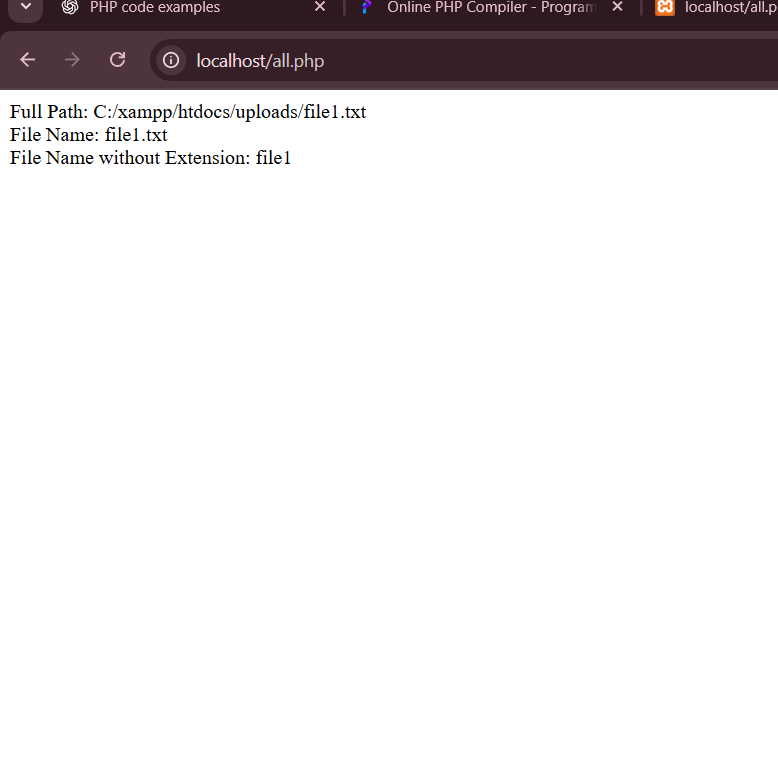 PHP code examples
Online PHP Compiler - Program
localhost/all.p
localhost/all.php
Full Path: C:/xampp/htdocs/uploads/file1.txt
File Name: file1.txt
File Name without Extension: file1